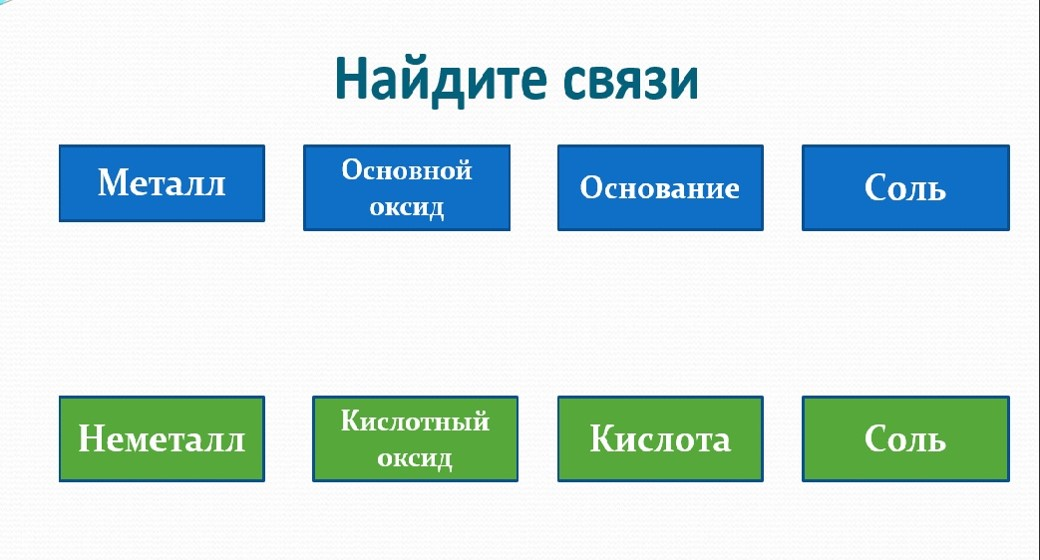 Найдите связи
Металл
Основной
оксид
Основание
Соль
Неметалл
Кислотный
оксид
Кислота
Соль